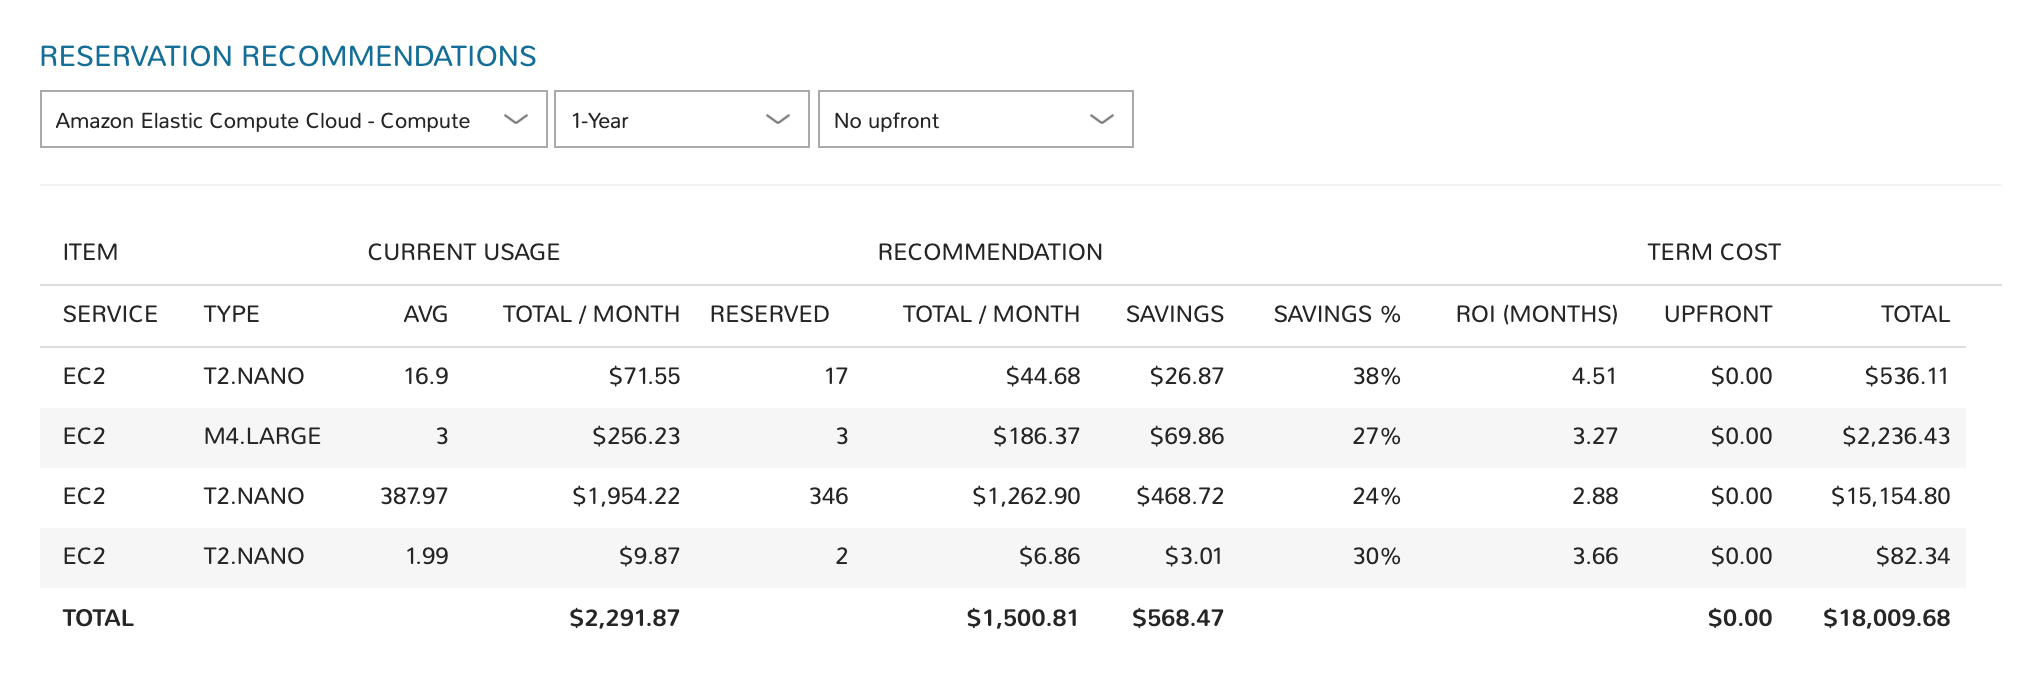 RESERVATION RECOMMENDATIONS
Amazon Elastic Compute Cloud - Compute 1-Year No upfront
ITEM CURRENT USAGE RECOMMENDATION TERM COST
SERVICE TYPE AVG TOTAL / MONTH RESERVED TOTAL / MONTH SAVINGS SAVINGS % ROI (MONTHS) UPFRONT TOTAL
EC2 T2.NANO 16.9 $71.55 17 $44.68 $26.87 38% 4.51 $0.00 $536.11
EC2 M4.LARGE 3 $256.23 3 $186.37 $69.86 27% 3.27 $0.00 $2,236.43
EC2 T2.NANO 387.97 $1,954.22 346 $1,262.90 $468.72 24% 2.88 $0.00 $15,154.80
EC2 T2.NANO 1.99 $9.87 2 $6.86 $3.01 30% 3.66 $0.00 $82.34
TOTAL $2,291.87 $1,500.81 $568.47 $0.00 $18,009.68